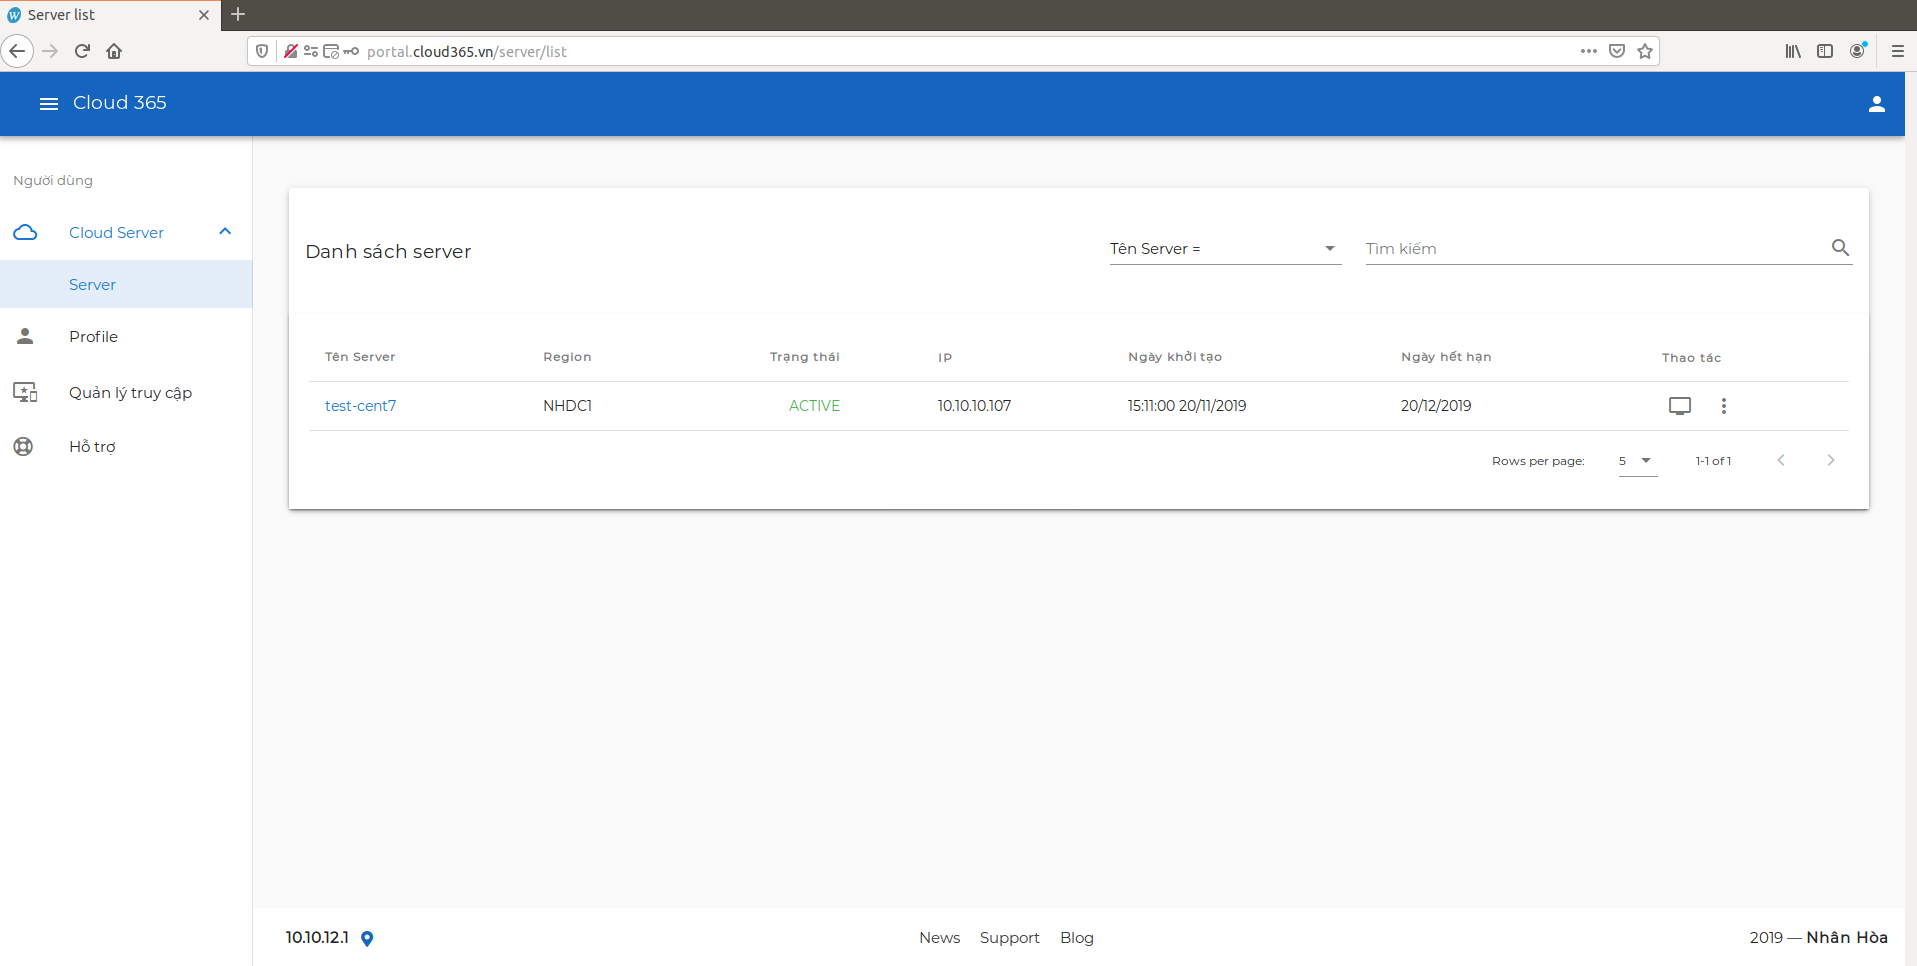 Server list
portal.cloud365.vn/server/list
Cloud 365
Người dùng
Cloud Server
Server
Profile
Quản lý truy cập
Hỗ trợ
Danh sách server
Tên Server =
Tìm kiếm
Tên Server Region Trạng thái IP Ngày khởi tạo Ngày hết hạn Thao tác
test-cent7 NHDC1 ACTIVE 10.10.10.107 15:11:00 20/11/2019 20/12/2019
Rows per page: 5 1-1 of 1
10.10.12.1 News Support Blog 2019 — Nhân Hòa